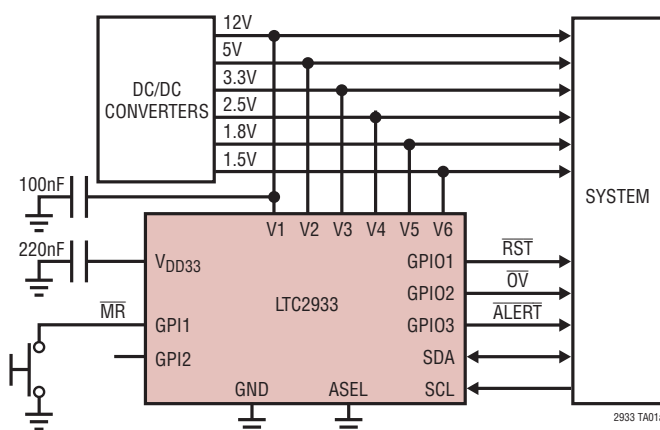 12V
5V
3.3V
2.5V
1.8V
1.5V
DC/DC
CONVERTERS
SYSTEM
100nF
220nF
V1 V2 V3 V4 V5 V6
VDD33
LTC2933
GPIO1
GPIO2
GPIO3
SDA
SCL
RST
OV
ALERT
MR
GPI1
GPI2
GND
ASEL
2933 TA01a